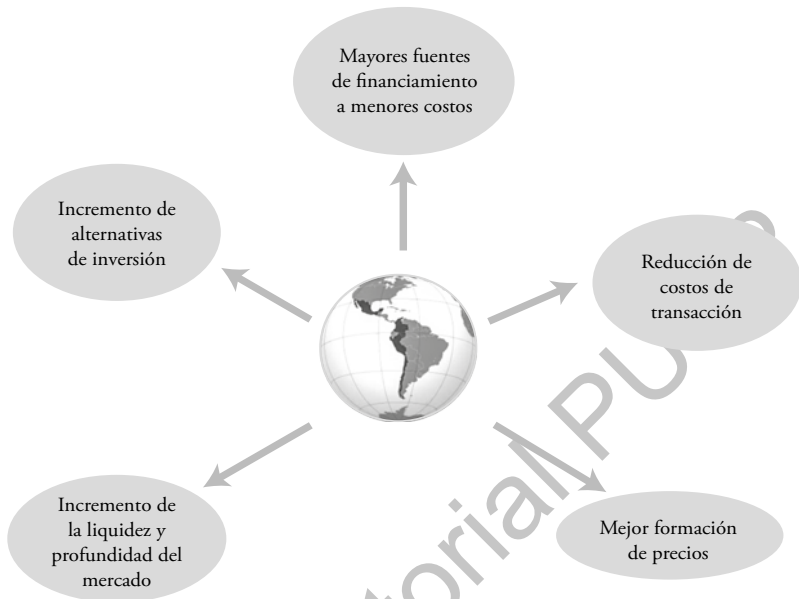 Mayores fuentes
de financiamiento
a menores costos
Incremento de
alternativas
de inversión
Reducción de
costos de
transacción
Incremento de
la liquidez y
profundidad del
mercado
Mejor formación
de precios